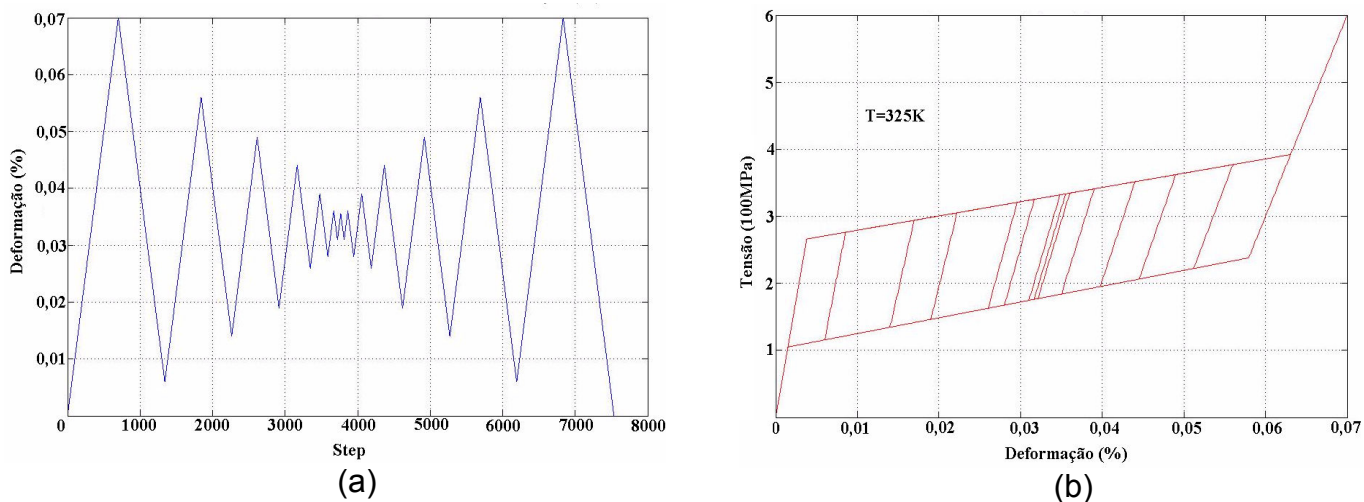 0,07
0,06
0,05
0,04
0,03
0,02
0,01
0
Deformação (%)
0 1000 2000 3000 4000 5000 6000 7000 8000
Step
(a)
6
5
4
3
2
1
Tensão (100MPa)
T=325K
0 0,01 0,02 0,03 0,04 0,05 0,06 0,07
Deformação (%)
(b)